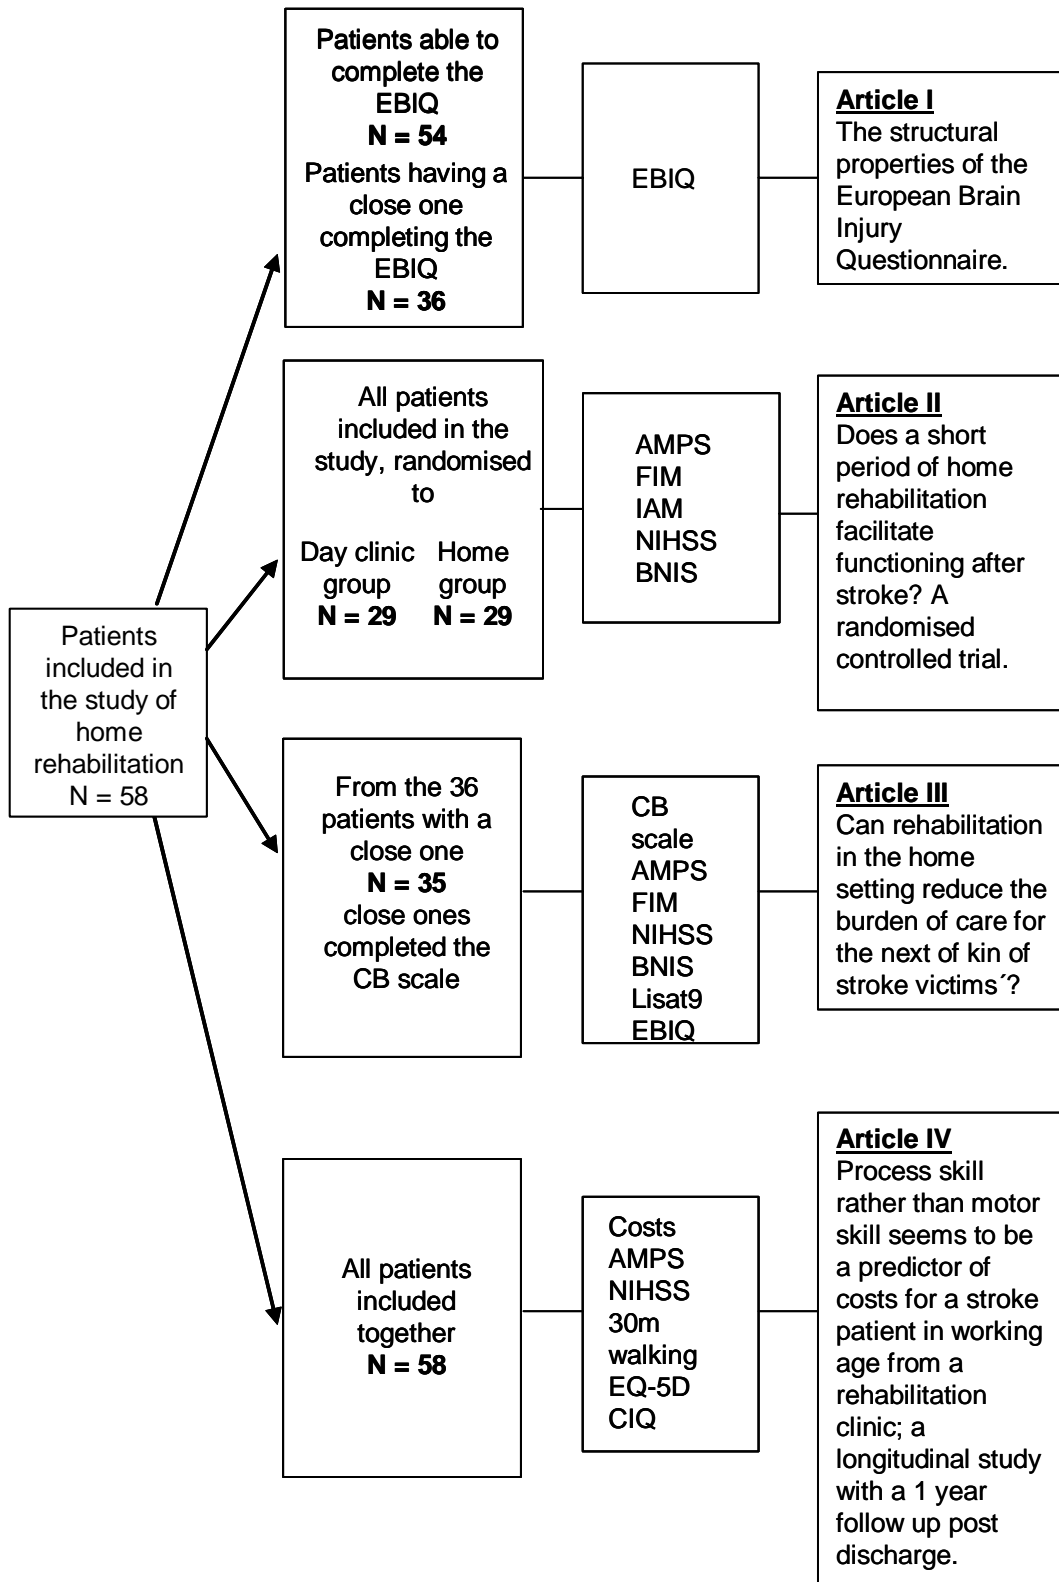 Patients able to
complete the
EBIQ
N = 54
Patients having a
close one
completing the
EBIQ
N = 36
EBIQ
Article I
The structural
properties of the
European Brain
Injury
Questionnaire.
All patients
included in the
study, randomised
to
Day clinic
group
N = 29
Home
group
N = 29
AMPS
FIM
IAM
NIHSS
BNIS
Article II
Does a short
period of home
rehabilitation
facilitate
functioning after
stroke? A
randomised
controlled trial.
Patients
included in
the study of
home
rehabilitation
N = 58
From the 36
patients with a
close one
N = 35
close ones
completed the
CB scale
CB
scale
AMPS
FIM
NIHSS
BNIS
Lisat9
EBIQ
Article III
Can rehabilitation
in the home
setting reduce the
burden of care for
the next of kin of
stroke victims´?
All patients
included
together
N = 58
Costs
AMPS
NIHSS
30m
walking
EQ-5D
CIQ
Article IV
Process skill
rather than motor
skill seems to be
a predictor of
costs for a stroke
patient in working
age from a
rehabilitation
clinic; a
longitudinal study
with a 1 year
follow up post
discharge.